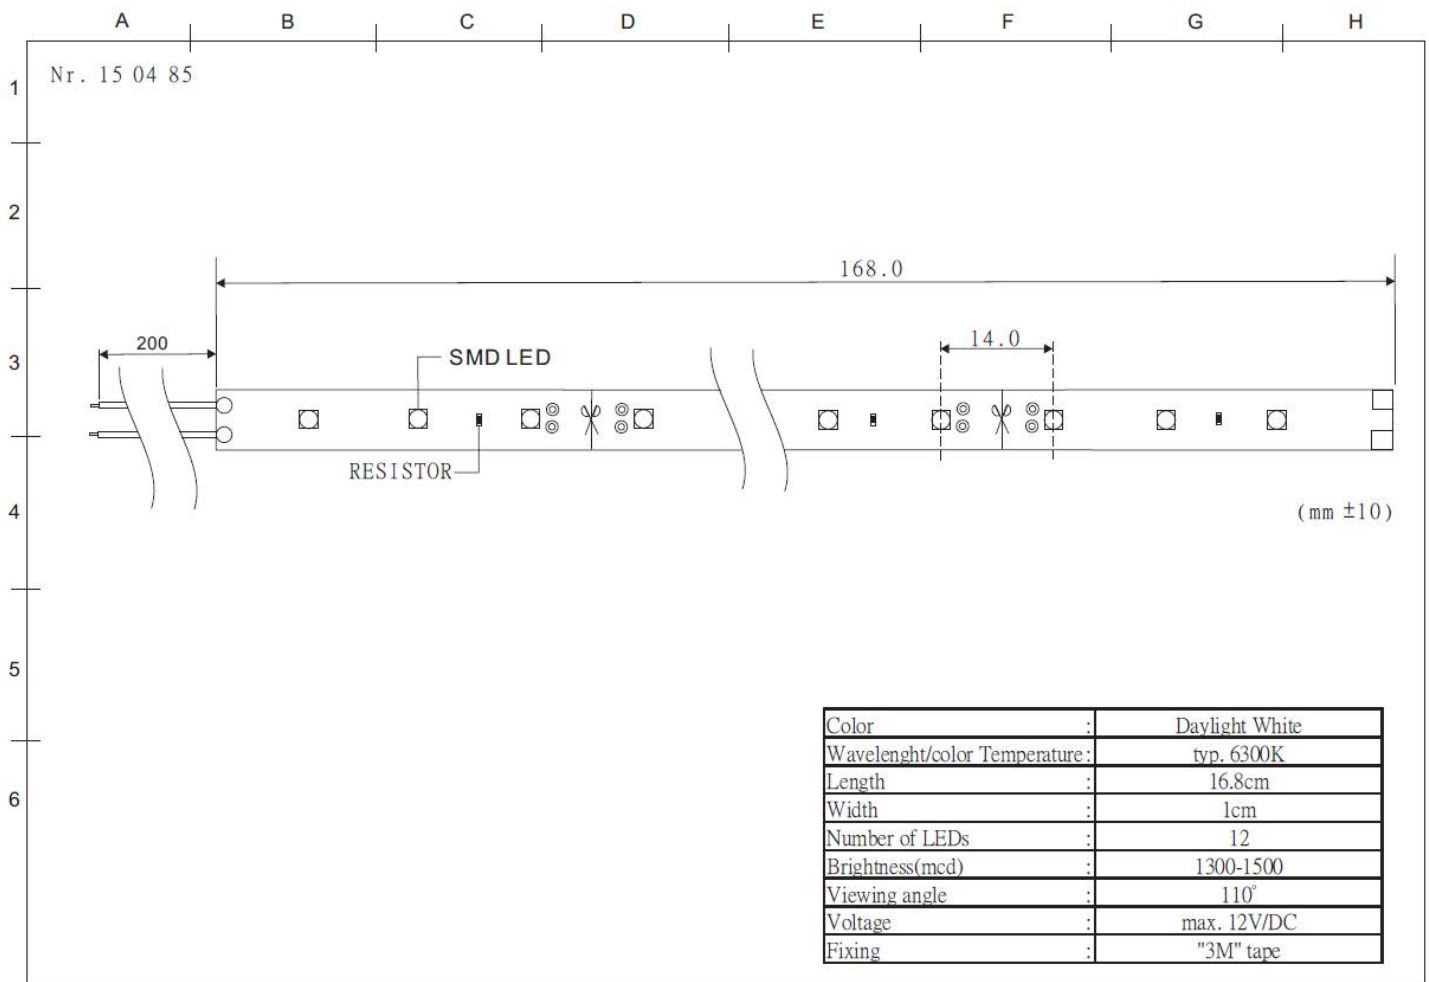 A B C D E F G H
1
Nr. 15 04 85
2
168.0
3
200
SMD LED
14.0
RESISTOR
4
(mm ±10)
5
6
Color : Daylight White
Wavelenght/color Temperature : typ. 6300K
Length : 16.8cm
Width : 1cm
Number of LEDs : 12
Brightness(mcd) : 1300-1500
Viewing angle : 110°
Voltage : max. 12V/DC
Fixing : "3M" tape